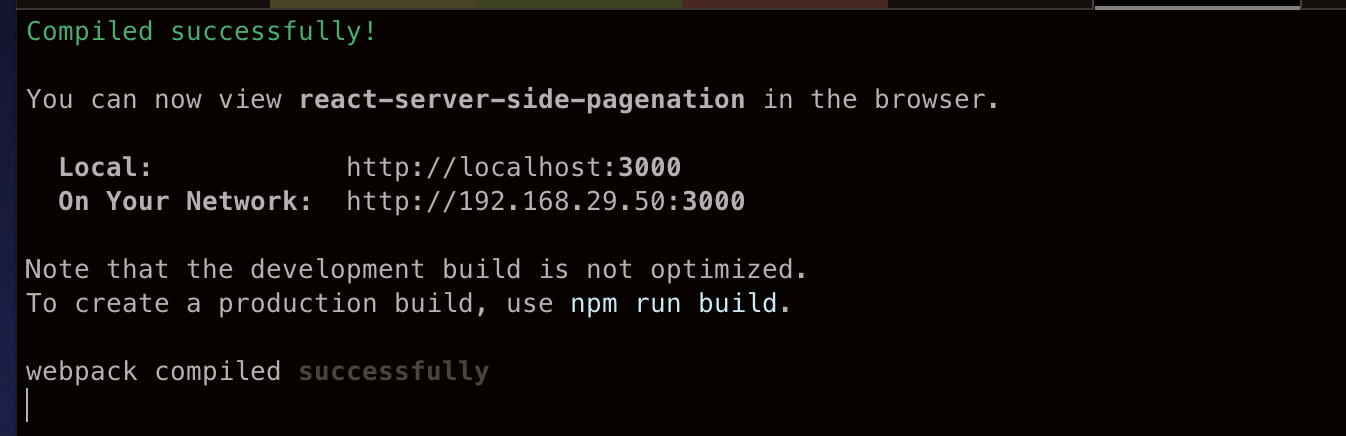 Compiled successfully!
You can now view react-server-side-pagenation in the browser.
Local: http://localhost:3000
On Your Network: http://192.168.29.50:3000
Note that the development build is not optimized.
To create a production build, use npm run build.
webpack compiled successfully